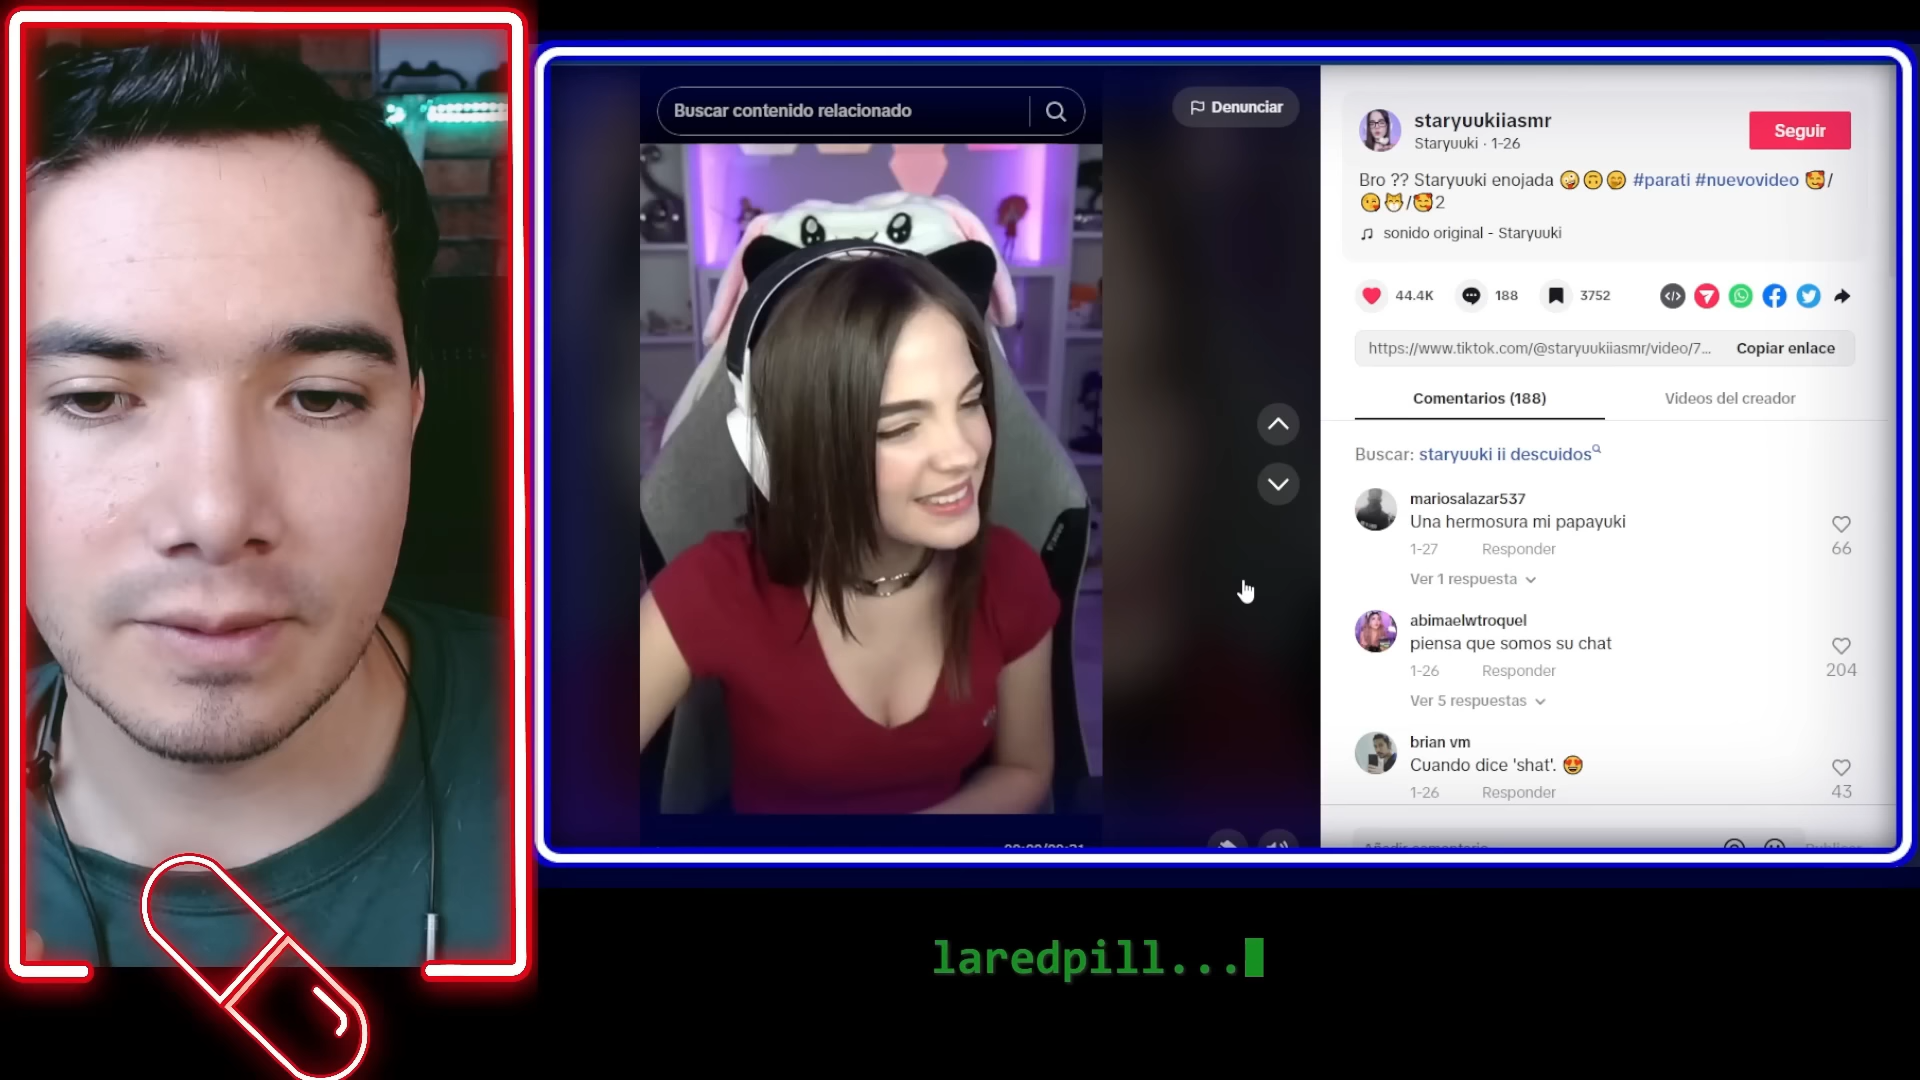 Buscar contenido relacionado
Denunciar
staryuukiiasmr
Staryuuki · 1-26
Seguir
Bro ?? Staryuuki enojada 🤪🙃😊 #parati #nuevovideo 🥰/
😘😼/🥰2
sonido original - Staryuuki
44.4K
188
3752
https://www.tiktok.com/@staryuukiiasmr/video/7...
Copiar enlace
Comentarios (188)
Videos del creador
Buscar: staryuuki ii descuidos
mariosalazar537
Una hermosura mi papayuki
1-27
Responder
66
Ver 1 respuesta
abimaelwtroquel
piensa que somos su chat
1-26
Responder
204
Ver 5 respuestas
brian vm
Cuando dice 'shat'. 😍
1-26
Responder
43
laredpill...